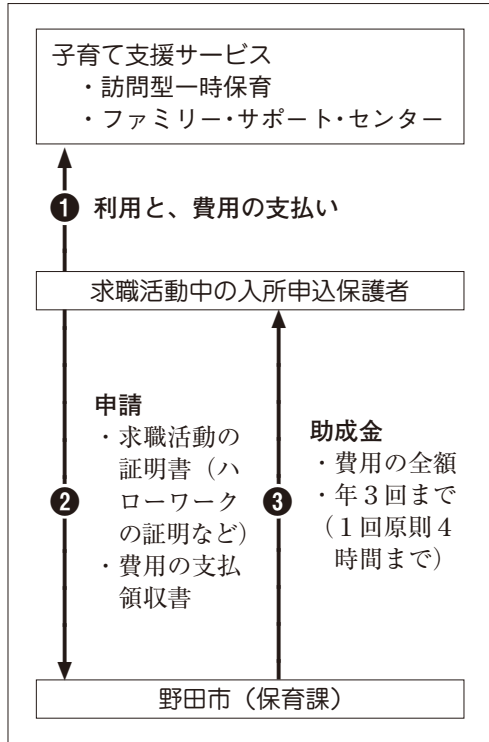 子育て支援サービス
・訪問型一時保育
・ファミリー・サポート・センター
❶ 利用と、費用の支払い
求職活動中の入所申込保護者
❷
申請
・求職活動の
証明書（ハ
ローワーク
の証明など）
・費用の支払
領収書
❸
助成金
・費用の全額
・年３回まで
（１回原則４
時間まで）
野田市（保育課）